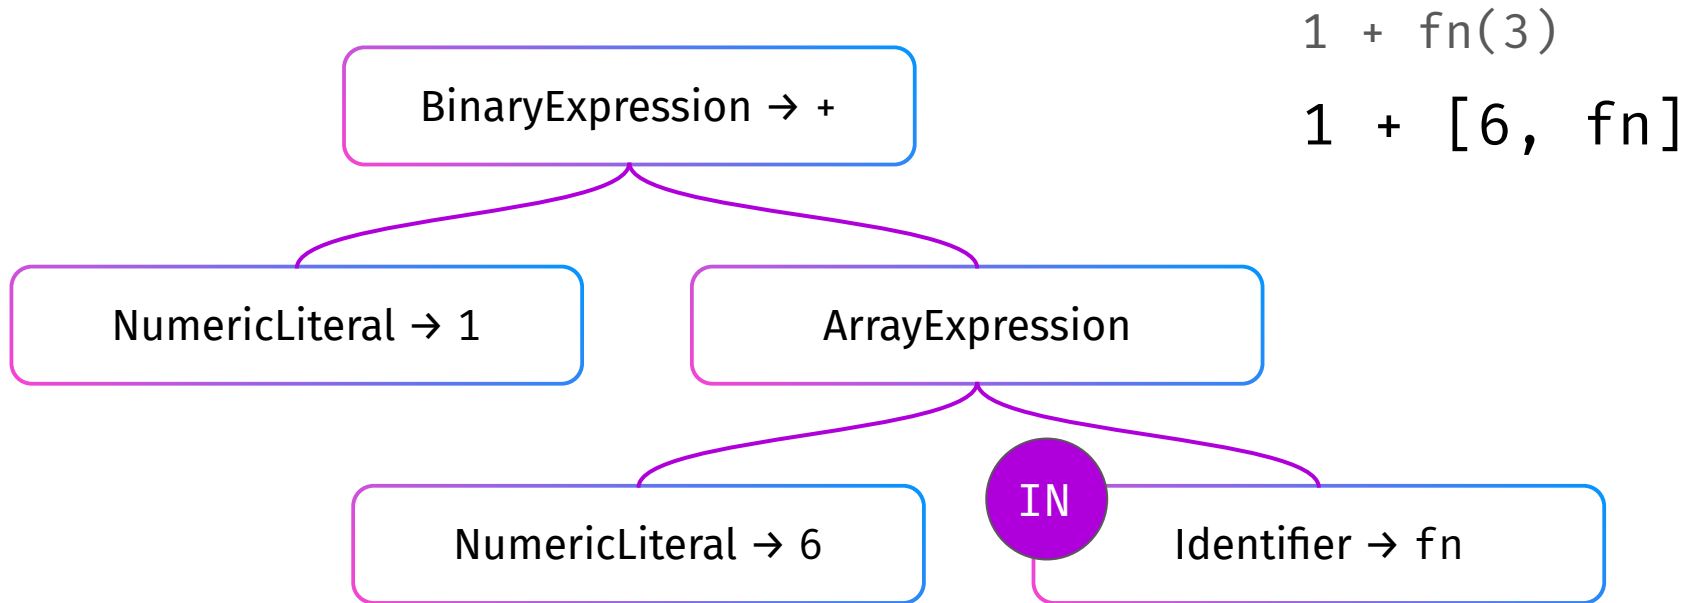 1 + fn(3)
BinaryExpression → +
1 + [6, fn]
NumericLiteral → 1
ArrayExpression
IN
NumericLiteral → 6
Identifier → fn